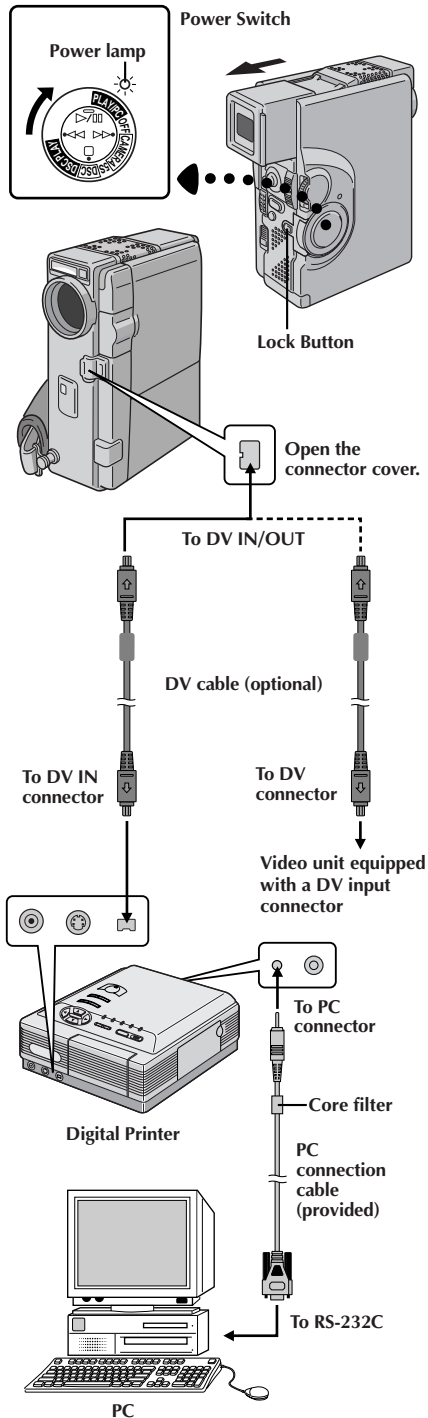 Power Switch
Power lamp
PLAY/PC
OFF
CAMERA
5S
DSC
DSC PLAY
Lock Button
Open the
connector cover.
To DV IN/OUT
DV cable (optional)
To DV IN
connector
To DV
connector
Video unit equipped
with a DV input
connector
To PC
connector
Core filter
Digital Printer
PC
connection
cable
(provided)
To RS-232C
PC